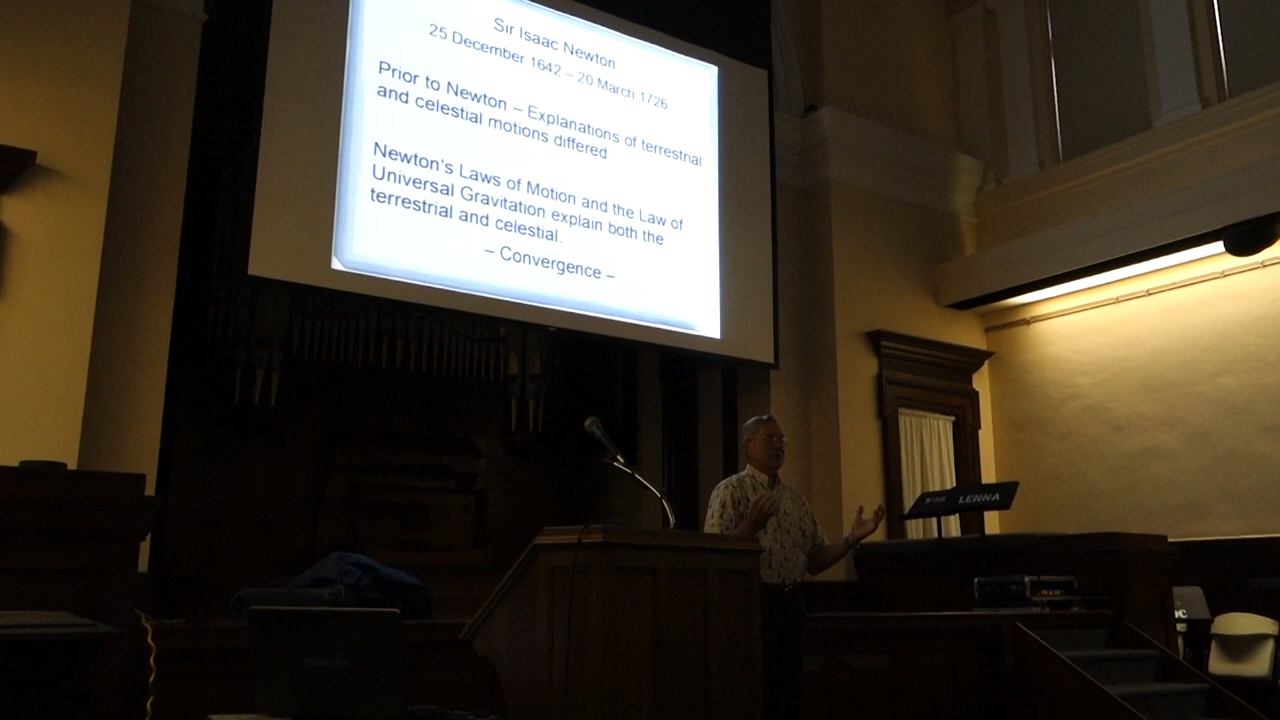 Sir Isaac Newton
25 December 1642 – 20 March 1726
Prior to Newton – Explanations of terrestrial
and celestial motions differed
Newton's Laws of Motion and the Law of
Universal Gravitation explain both the
terrestrial and celestial.
– Convergence –
LENNA